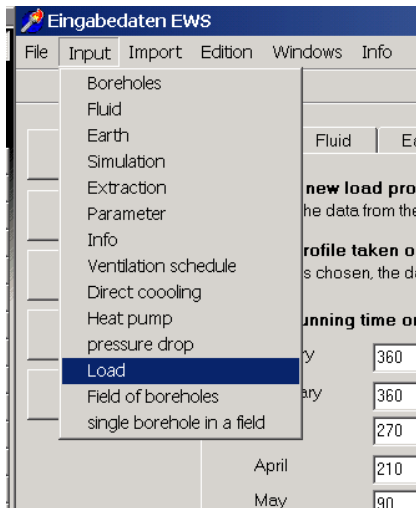 Eingabedaten EWS
File Input Import Edition Windows Info
Boreholes
Fluid
Earth
Simulation
Extraction
Parameter
Info
Ventilation schedule
Direct coooling
Heat pump
pressure drop
Load
Field of boreholes
single borehole in a field
Fluid
new load pro
he data from the
rofile taken o
s chosen, the d
unning time o
ry 360
ary 360
270
April 210
May 90